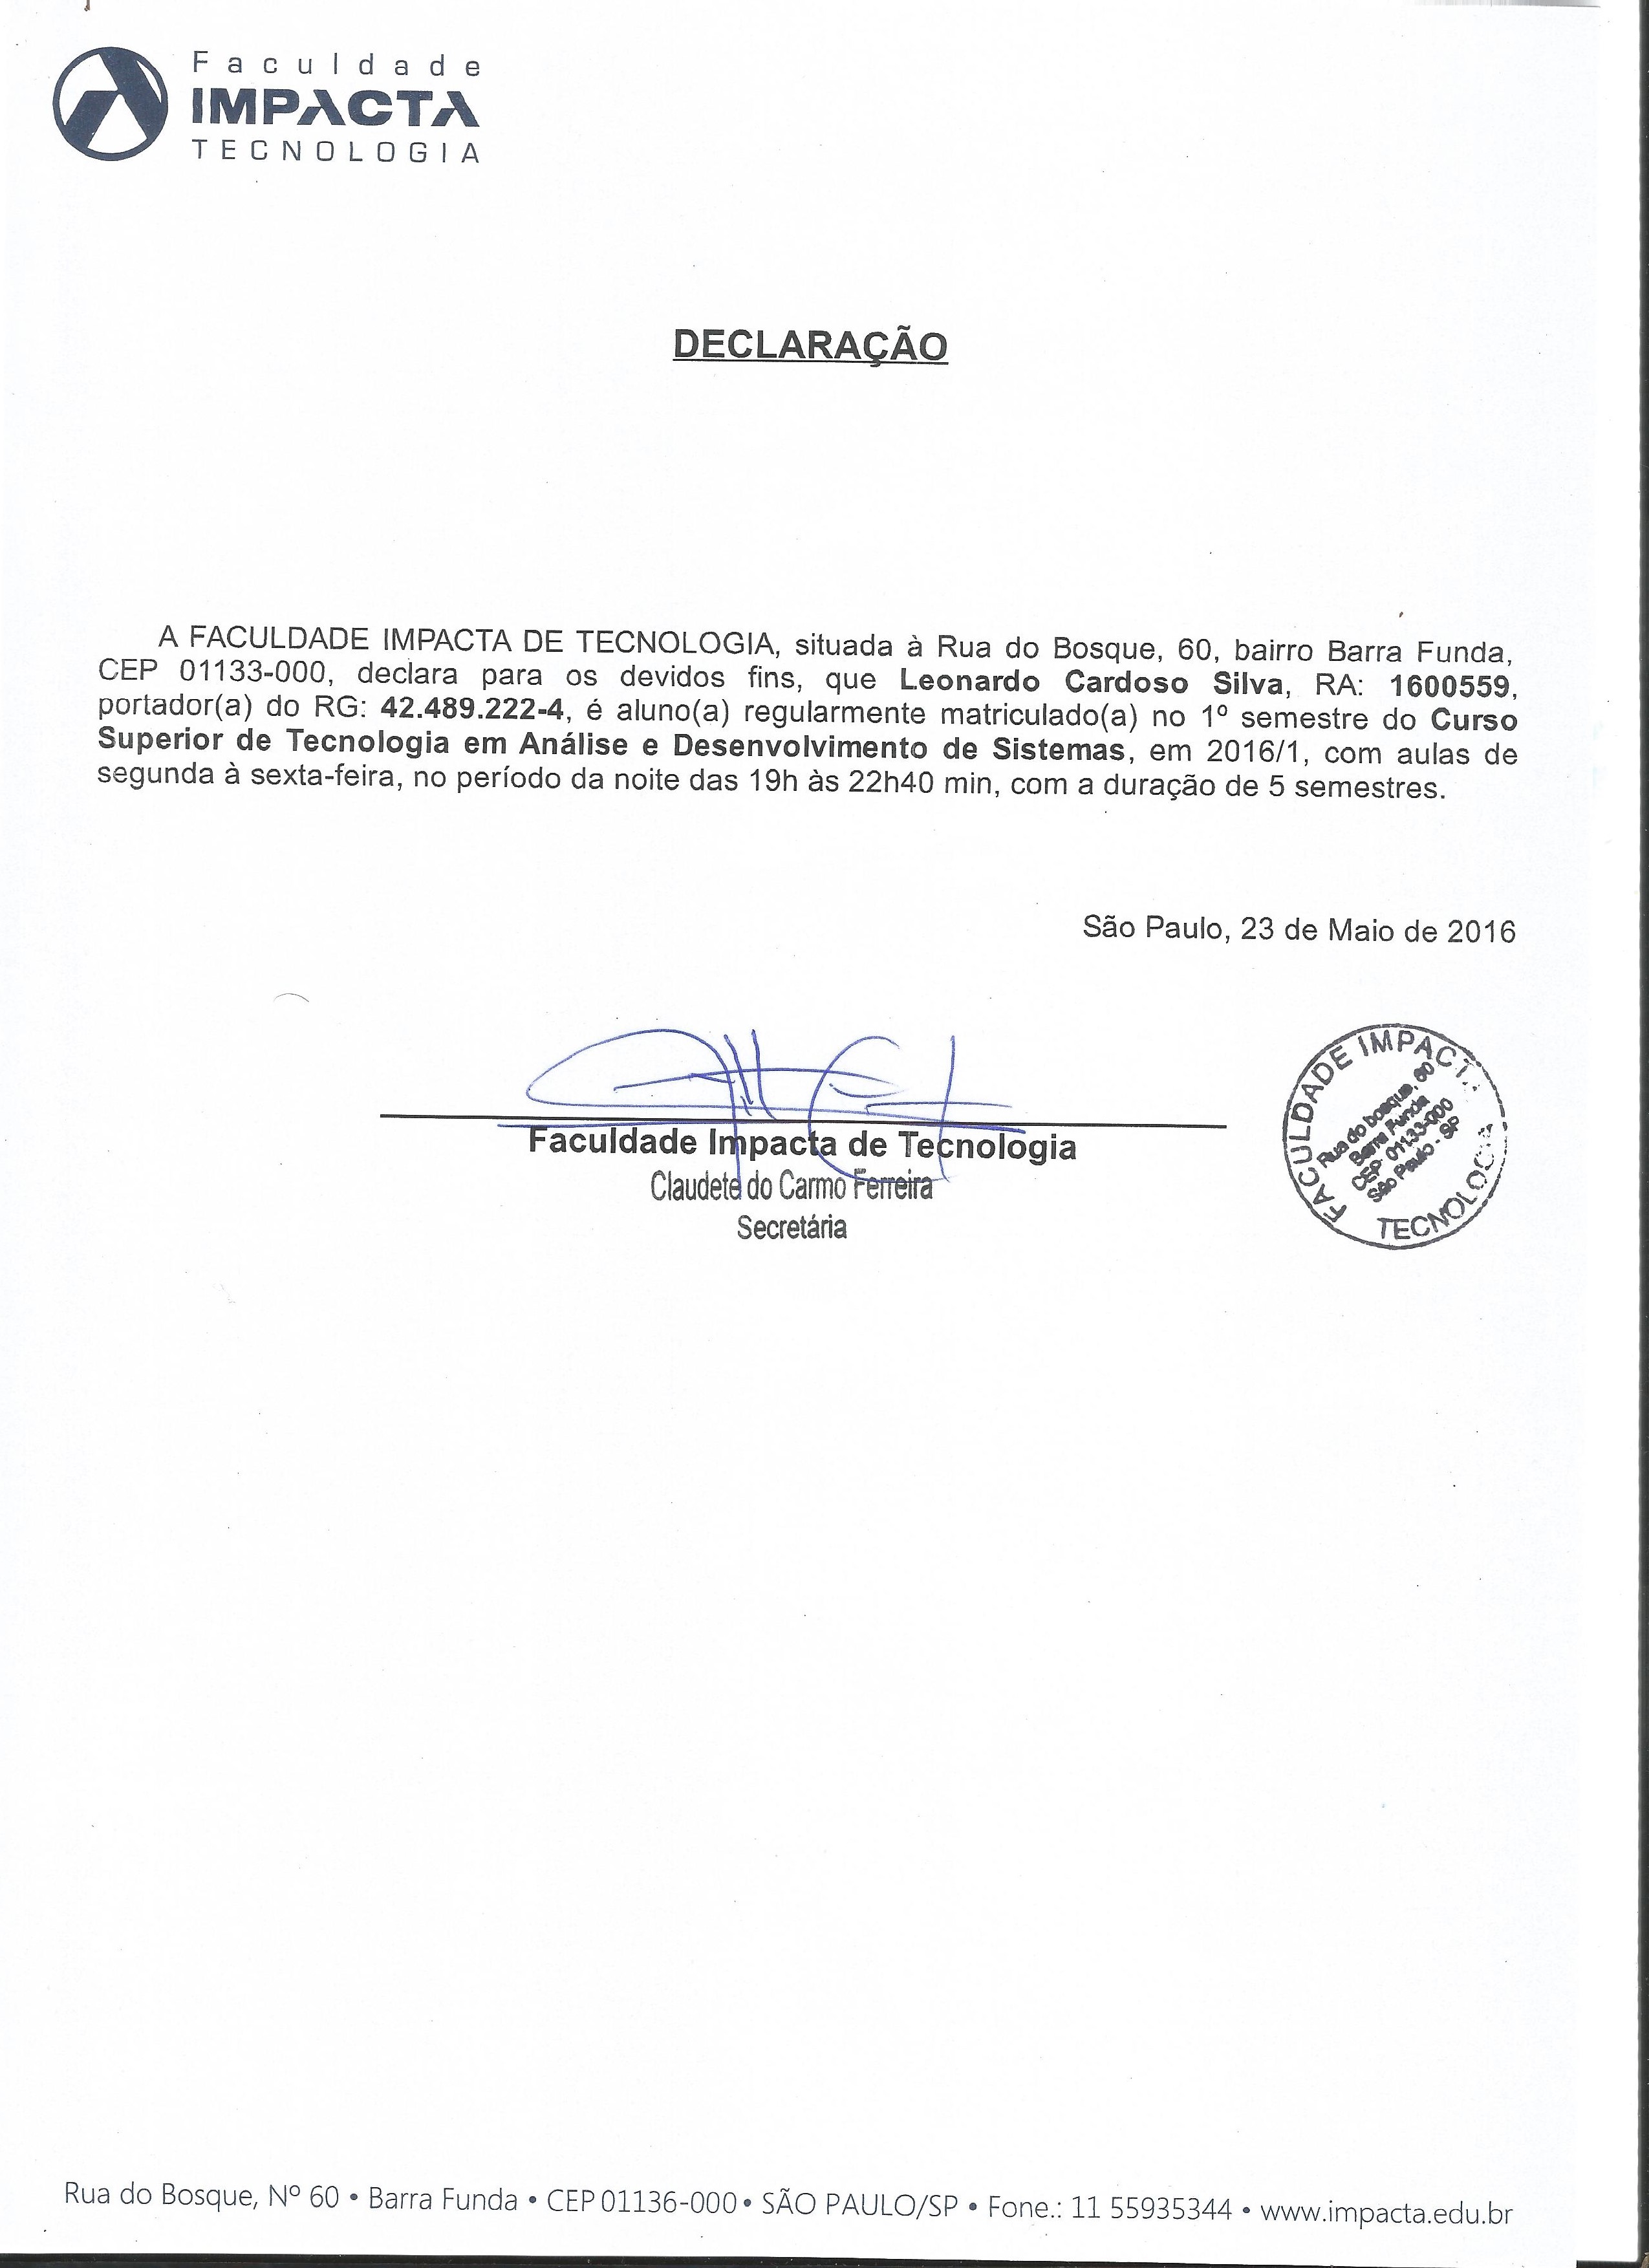 Faculdade
IMPACTA
TECNOLOGIA
DECLARAÇÃO
A FACULDADE IMPACTA DE TECNOLOGIA, situada à Rua do Bosque, 60, bairro Barra Funda,
CEP 01133-000, declara para os devidos fins, que Leonardo Cardoso Silva, RA: 1600559,
portador(a) do RG: 42.489.222-4, é aluno(a) regularmente matriculado(a) no 1º semestre do Curso
Superior de Tecnologia em Análise e Desenvolvimento de Sistemas, em 2016/1, com aulas de
segunda à sexta-feira, no período da noite das 19h às 22h40 min, com a duração de 5 semestres.
São Paulo, 23 de Maio de 2016
Faculdade Impacta de Tecnologia
Claudete do Carmo Ferreira
Secretária
FACULDADE IMPACTA
Rua do bosque, 60
Barra Funda
CEP 01133-000
São Paulo - SP
TECNOLOGIA
Rua do Bosque, Nº 60 • Barra Funda • CEP 01136-000 • SÃO PAULO/SP • Fone.: 11 55935344 • www.impacta.edu.br